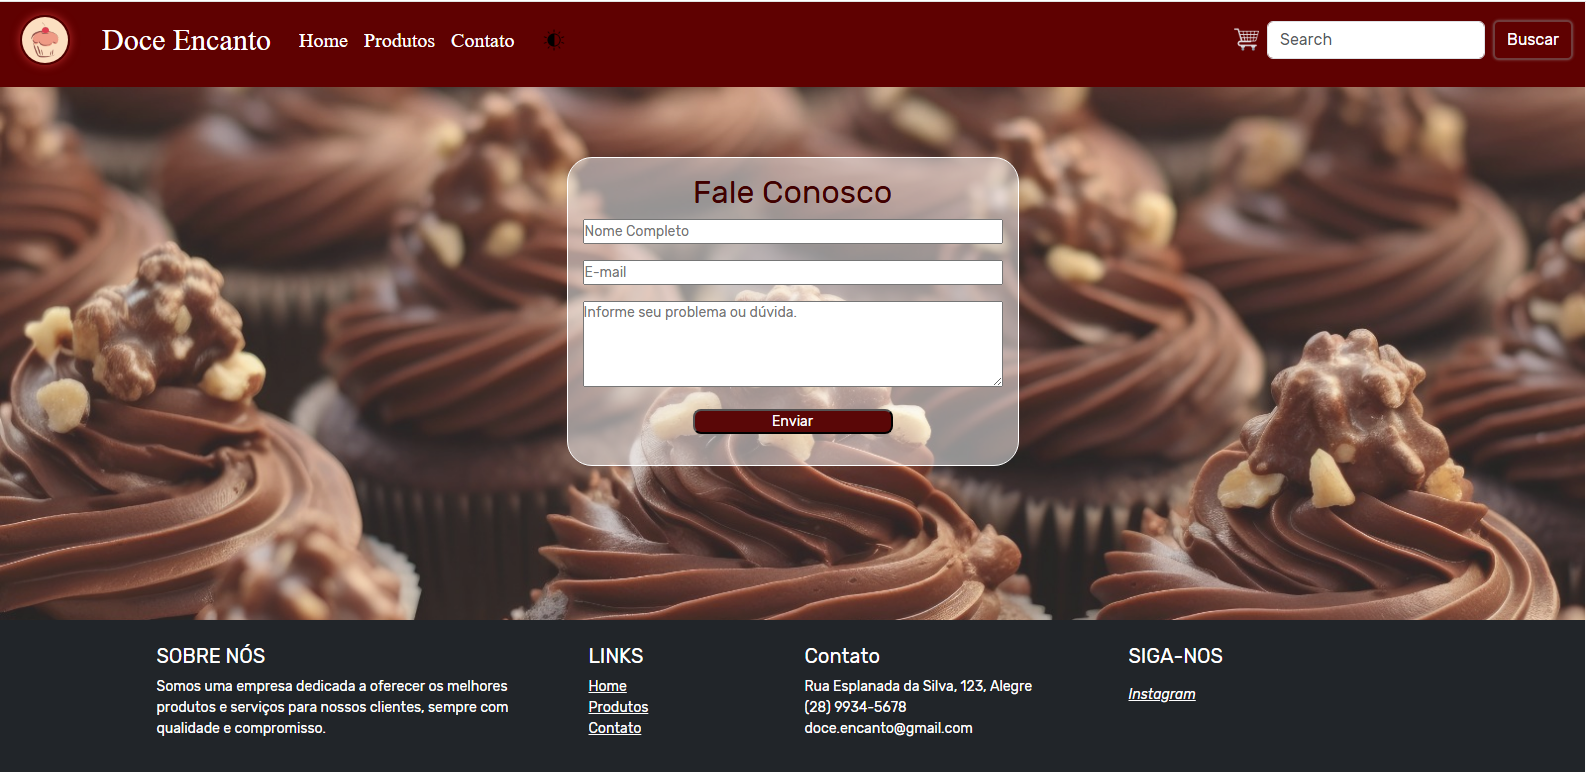 Doce Encanto Home Produtos Contato Search Buscar
Fale Conosco
Nome Completo
E-mail
Informe seu problema ou dúvida.
Enviar
SOBRE NÓS
Somos uma empresa dedicada a oferecer os melhores
produtos e serviços para nossos clientes, sempre com
qualidade e compromisso.
LINKS
Home
Produtos
Contato
Contato
Rua Esplanada da Silva, 123, Alegre
(28) 9934-5678
doce.encanto@gmail.com
SIGA-NOS
Instagram